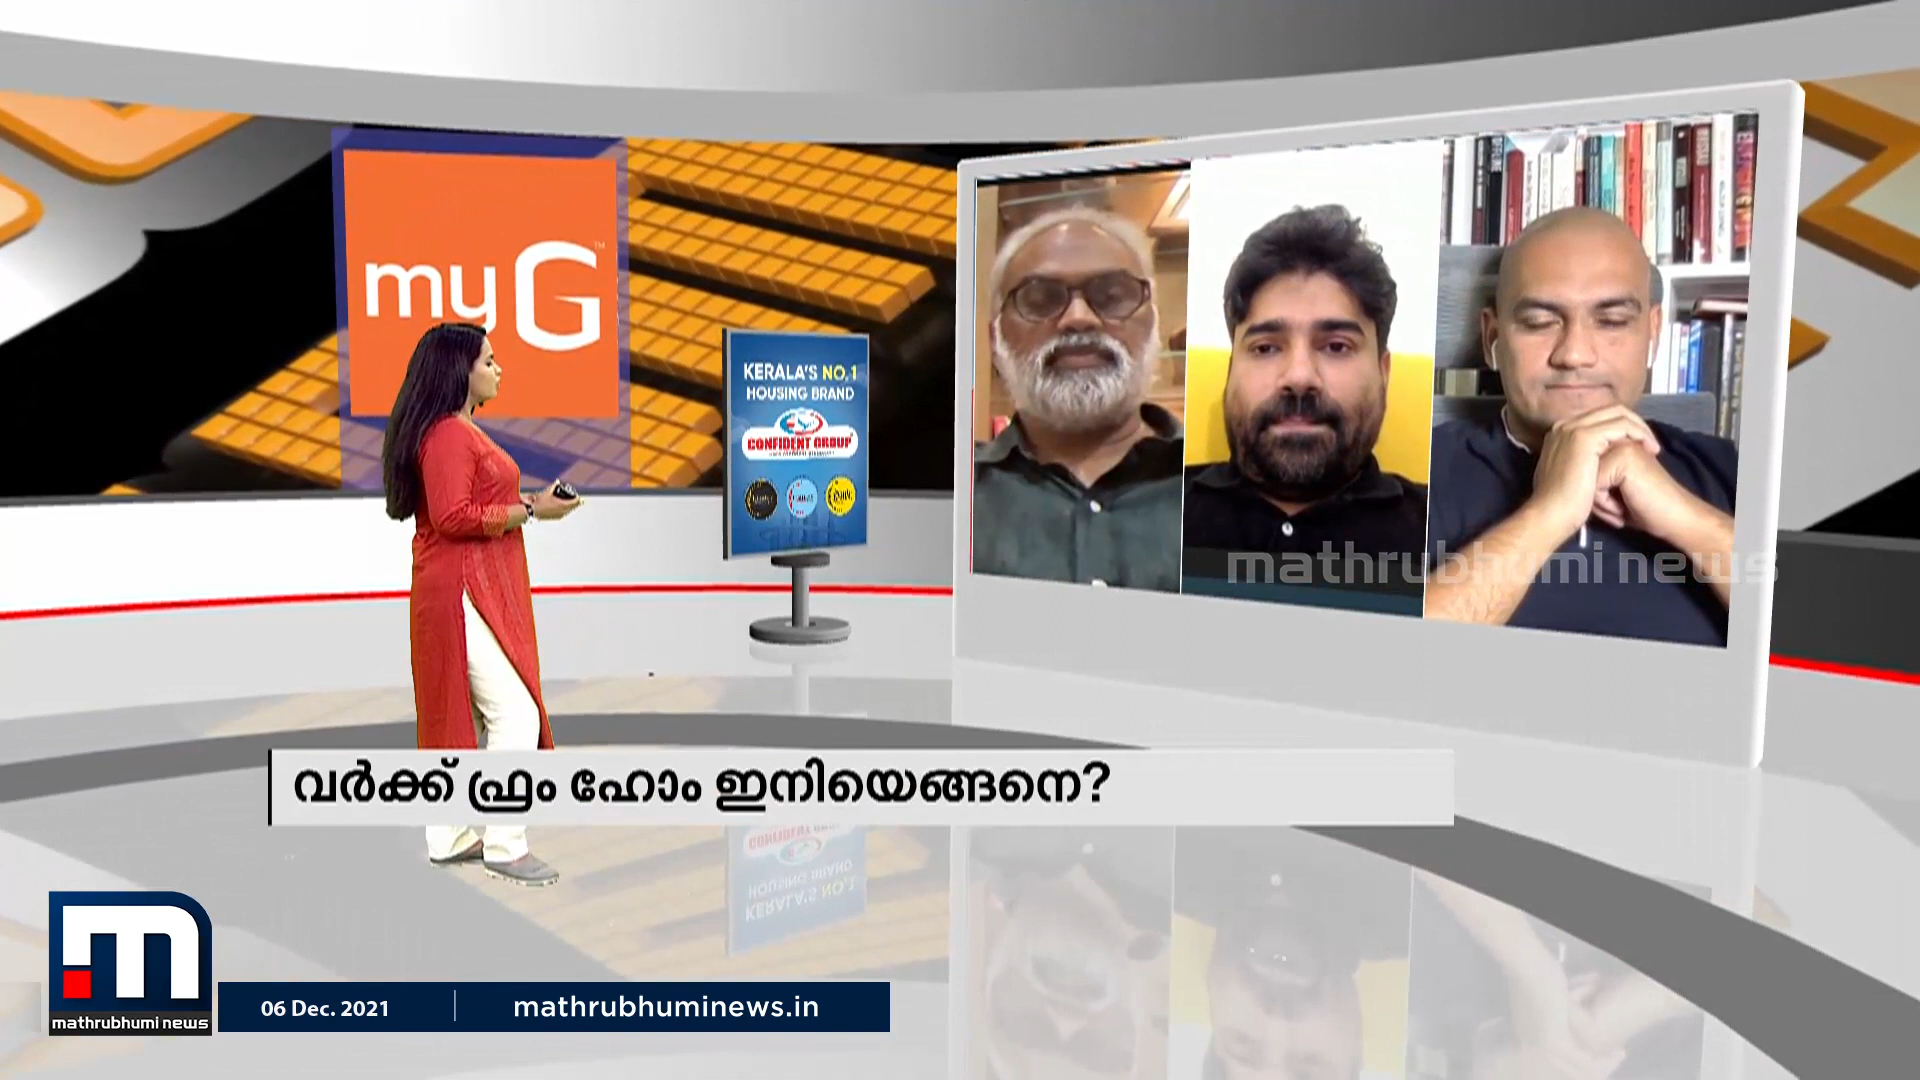 my G
KERALA'S NO.1
HOUSING BRAND
CONFIDENT GROUP
mathrubhumi news
വർക്ക് ഫ്രം ഹോം ഇനിയെങ്ങനെ?
mathrubhumi news
06 Dec. 2021
mathrubhuminews.in